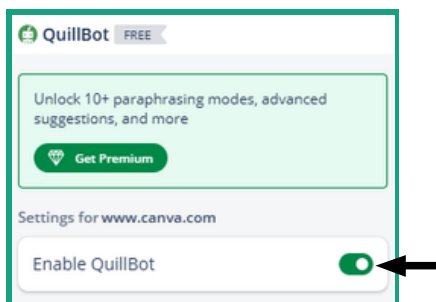 QuillBot FREE
Unlock 10+ paraphrasing modes, advanced
suggestions, and more
Get Premium
Settings for www.canva.com
Enable QuillBot